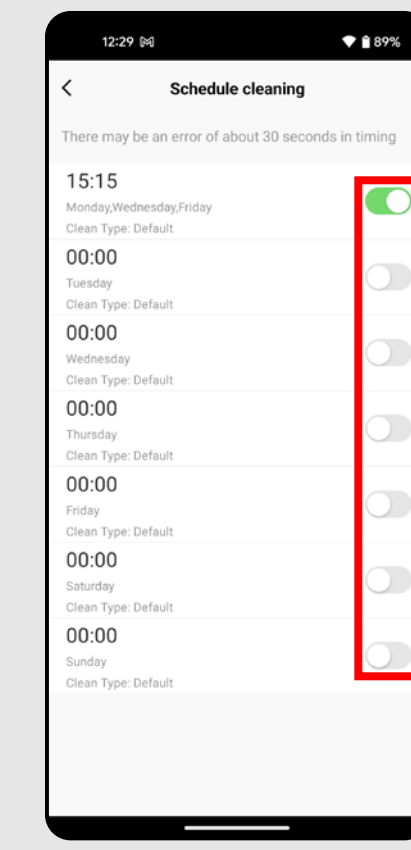 12:29 89%
Schedule cleaning
There may be an error of about 30 seconds in timing
15:15
Monday,Wednesday,Friday
Clean Type: Default
00:00
Tuesday
Clean Type: Default
00:00
Wednesday
Clean Type: Default
00:00
Thursday
Clean Type: Default
00:00
Friday
Clean Type: Default
00:00
Saturday
Clean Type: Default
00:00
Sunday
Clean Type: Default